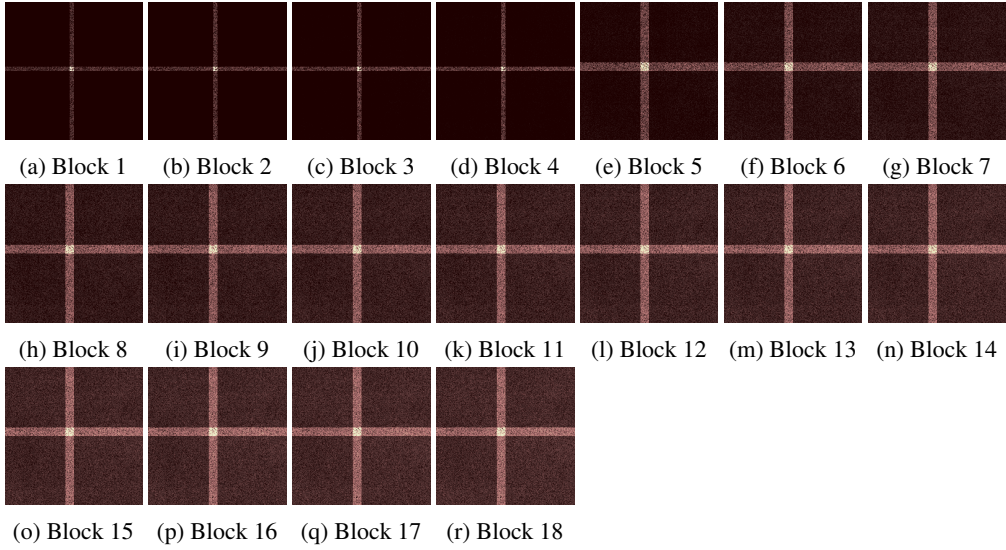 (a) Block 1 (b) Block 2 (c) Block 3 (d) Block 4 (e) Block 5 (f) Block 6 (g) Block 7
(h) Block 8 (i) Block 9 (j) Block 10 (k) Block 11 (l) Block 12 (m) Block 13 (n) Block 14
(o) Block 15 (p) Block 16 (q) Block 17 (r) Block 18